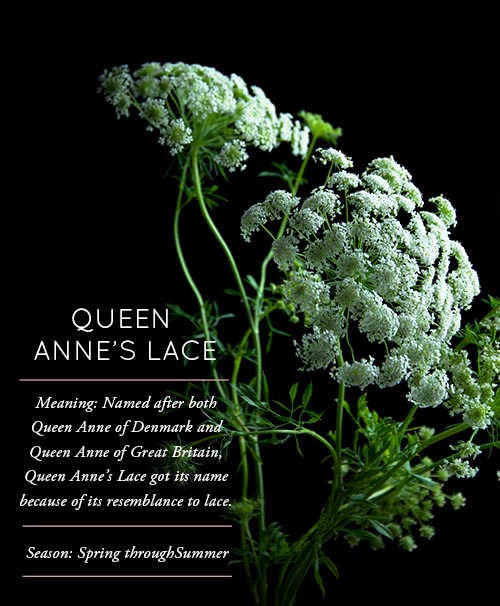 QUEEN
ANNE'S LACE
Meaning: Named after both
Queen Anne of Denmark and
Queen Anne of Great Britain,
Queen Anne's Lace got its name
because of its resemblance to lace.
Season: Spring throughSummer